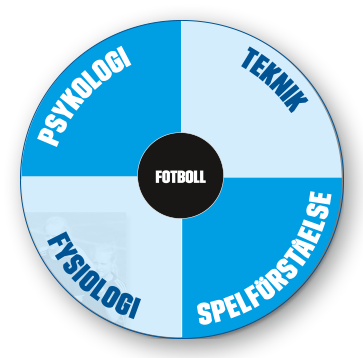 PSYKOLOGI
TEKNIK
FOTBOLL
FYSIOLOGI
SPELFÖRSTÅELSE